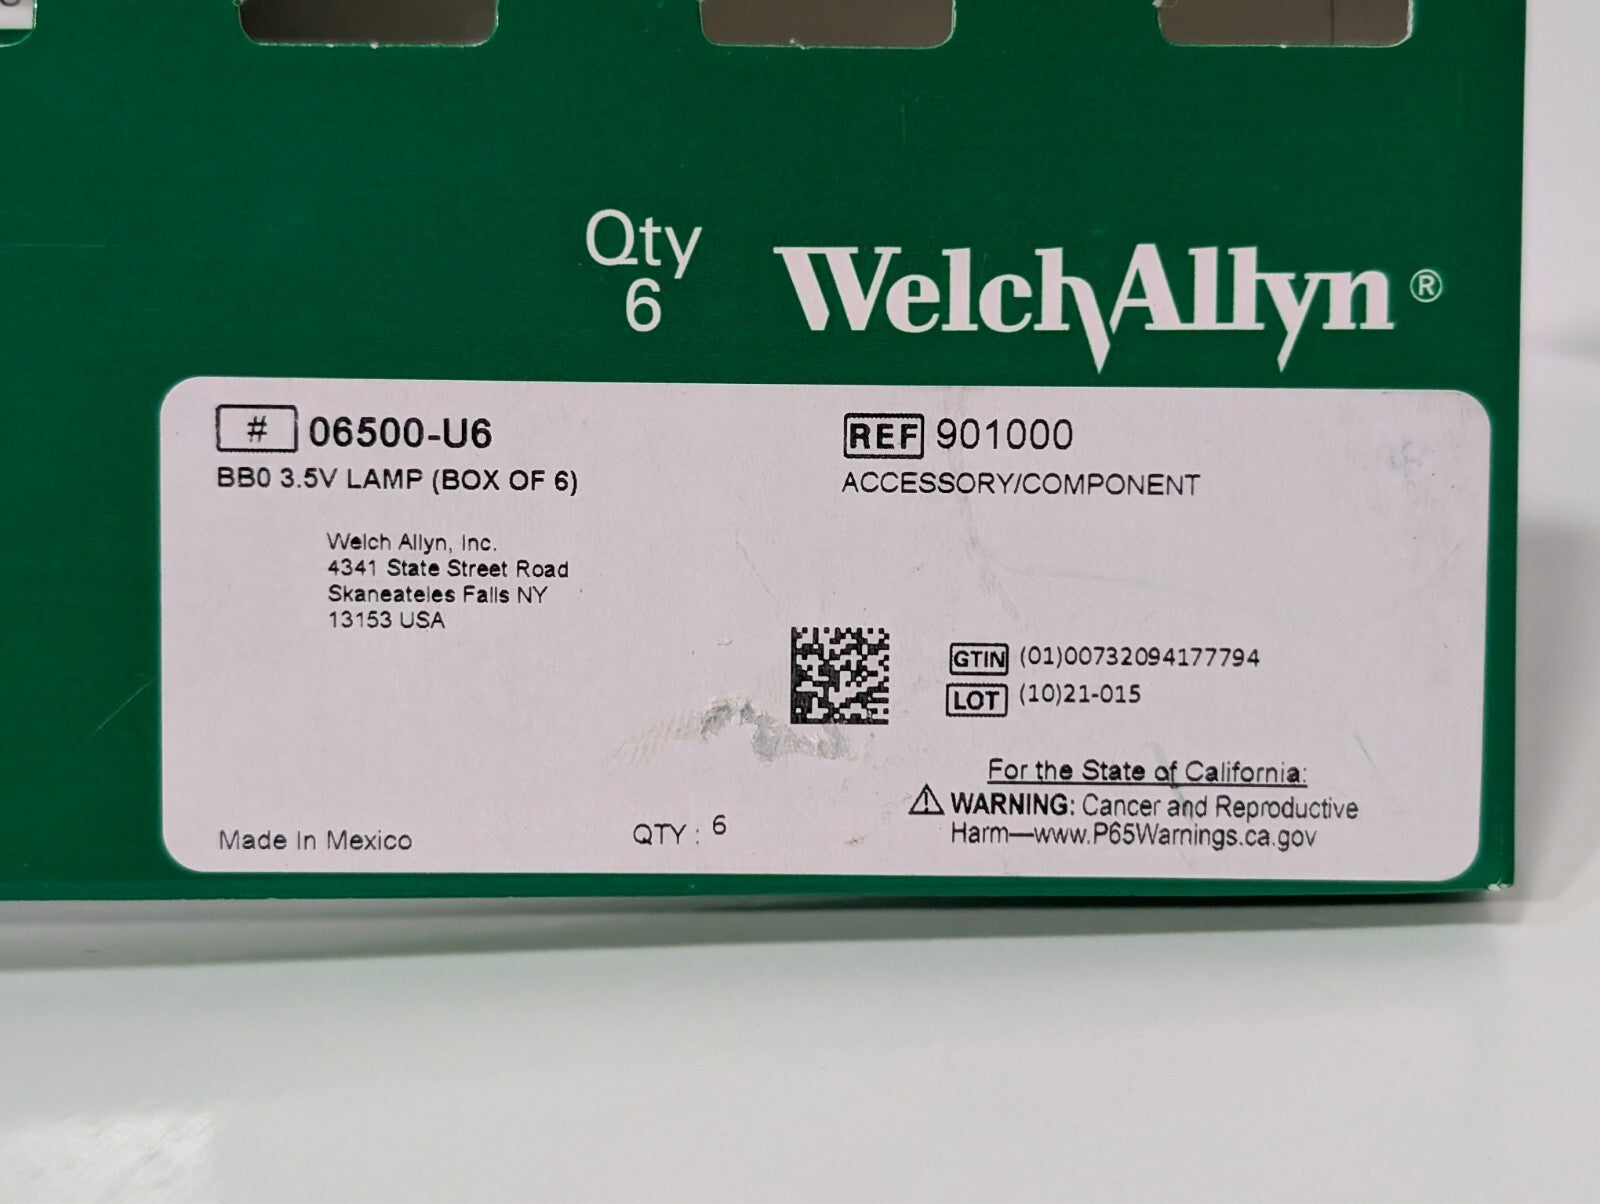 Qty
6
WelchAllyn®
# 06500-U6
BB0 3.5V LAMP (BOX OF 6)
REF 901000
ACCESSORY/COMPONENT
Welch Allyn, Inc.
4341 State Street Road
Skaneateles Falls NY
13153 USA
GTIN (01)00732094177794
LOT (10)21-015
For the State of California:
⚠ WARNING: Cancer and Reproductive
Harm—www.P65Warnings.ca.gov
Made In Mexico
QTY : 6